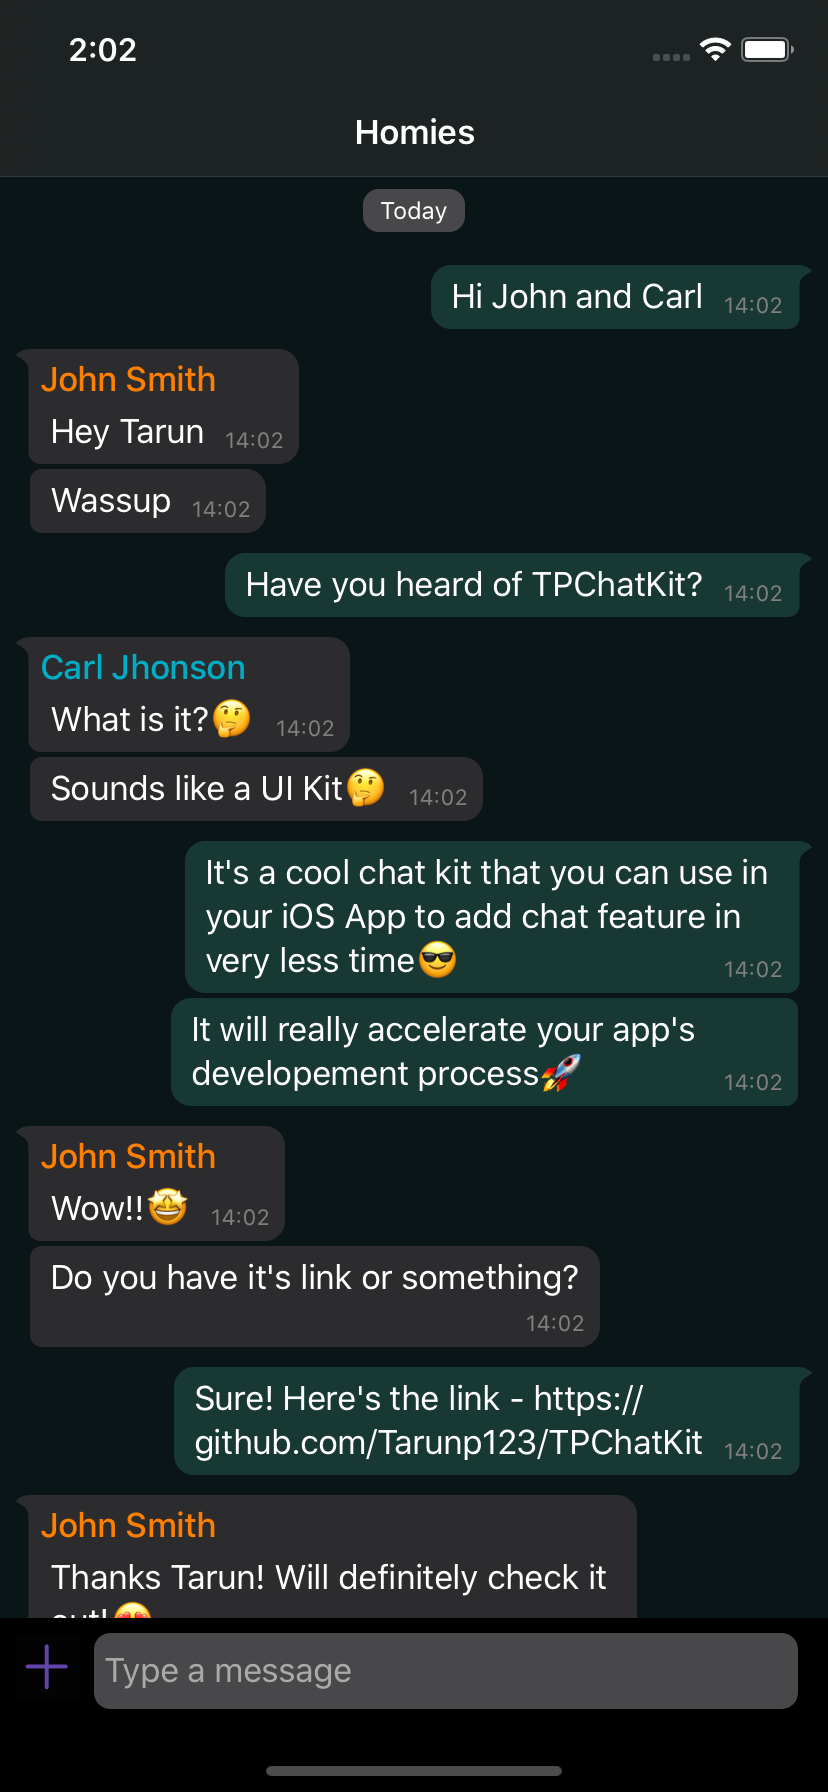 2:02
Homies
Today
Hi John and Carl 14:02
John Smith
Hey Tarun 14:02
Wassup 14:02
Have you heard of TPChatKit? 14:02
Carl Jhonson
What is it?🤔 14:02
Sounds like a UI Kit🤔 14:02
It's a cool chat kit that you can use in
your iOS App to add chat feature in
very less time😎 14:02
It will really accelerate your app's
developement process🚀 14:02
John Smith
Wow!!🤩 14:02
Do you have it's link or something?
14:02
Sure! Here's the link - https://
github.com/Tarunp123/TPChatKit 14:02
John Smith
Thanks Tarun! Will definitely check it
out!😍
Type a message